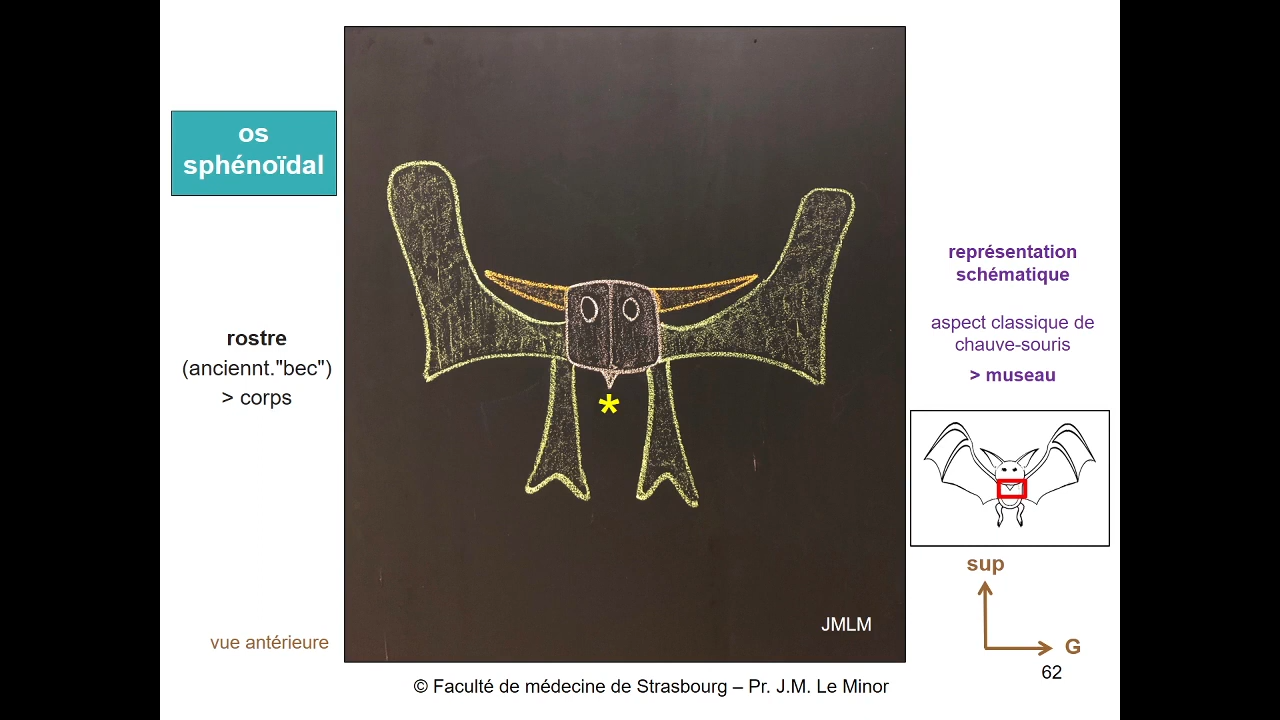 os
sphénoïdal
rostre
(anciennt."bec")
> corps
vue antérieure
*
JMLM
représentation
schématique
aspect classique de
chauve-souris
> museau
sup
G
62
© Faculté de médecine de Strasbourg – Pr. J.M. Le Minor